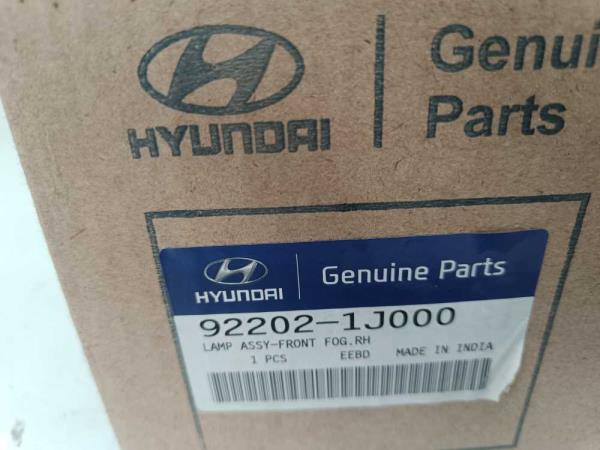 HYUNDAI
Genui
Parts
HYUNDAI
Genuine Parts
92202-1J000
LAMP ASSY-FRONT FOG.RH
1 PCS EEBD MADE IN INDIA